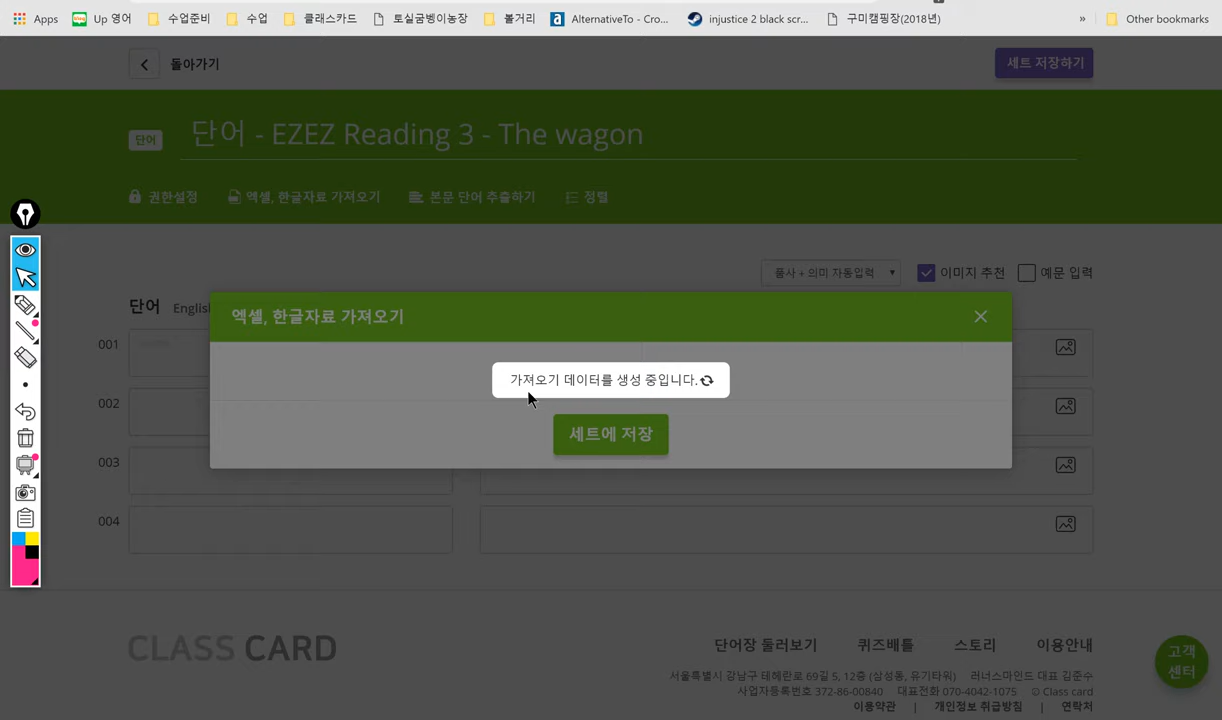 Apps Up 영어 수업준비 수업 클래스카드 토실굼벵이농장 볼거리 AlternativeTo - Cro... injustice 2 black scr... 구미캠핑장(2018년) » Other bookmarks
돌아가기 세트 저장하기
단어 단어 - EZEZ Reading 3 - The wagon
권한설정 엑셀, 한글자료 가져오기 본문 단어 추출하기 정렬
품사 + 의미 자동입력 이미지 추천 예문 입력
단어 English
엑셀, 한글자료 가져오기
001
가져오기 데이터를 생성 중입니다.
002
세트에 저장
003
004
CLASS CARD
단어장 둘러보기 퀴즈배틀 스토리 이용안내
고객
센터
서울특별시 강남구 테헤란로 69길 5, 12층 (삼성동, 유기타워) 러너스마인드 대표 김준수
사업자등록번호 372-86-00840 대표전화 070-4042-1075 © Class card
이용약관 | 개인정보 취급방침 | 연락처